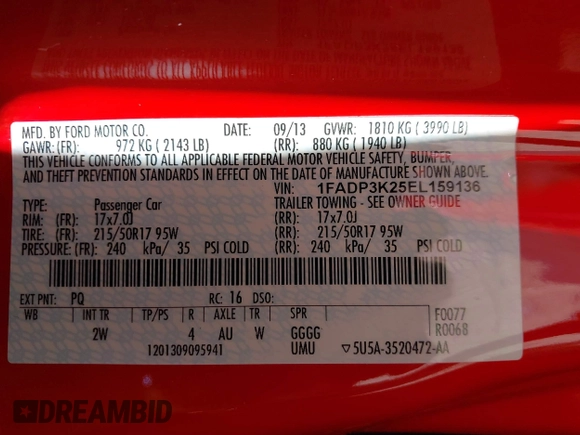 MFD. BY FORD MOTOR CO. DATE: 09/13 GVWR: 1810 KG ( 3990 LB)
GAWR: (FR): 972 KG ( 2143 LB) (RR): 880 KG ( 1940 LB)
THIS VEHICLE CONFORMS TO ALL APPLICABLE FEDERAL MOTOR VEHICLE SAFETY, BUMPER,
AND THEFT PREVENTION STANDARDS IN EFFECT ON THE DATE OF MANUFACTURE SHOWN ABOVE.
VIN: 1FADP3K25EL159136
TYPE: Passenger Car TRAILER TOWING - SEE OWNER GUIDE
RIM: (FR): 17x7.0J (RR): 17x7.0J
TIRE: (FR): 215/50R17 95W (RR): 215/50R17 95W
PRESSURE: (FR): 240 kPa/ 35 PSI COLD (RR): 240 kPa/ 35 PSI COLD
EXT PNT: PQ RC: 16 DSO:
WB INT TR TP/PS R AXLE TR SPR F0077
2W 4 AU W GGGG R0068
1201309095941 UMU ▽5U5A-3520472-AA
DREAMBID